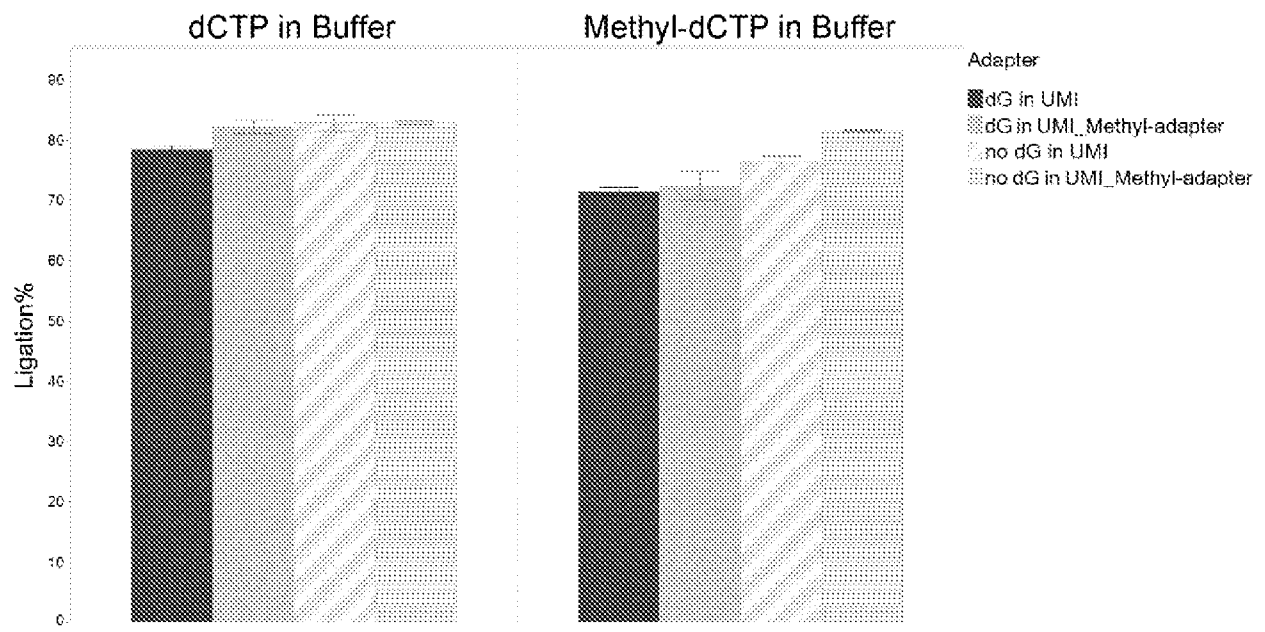 dCTP in Buffer
Methyl-dCTP in Buffer
Adapter
dG in UMI
dG in UMI_Methyl-adapter
no dG in UMI
no dG in UMI_Methyl-adapter
Ligation%
90
80
70
60
50
40
30
20
10
0